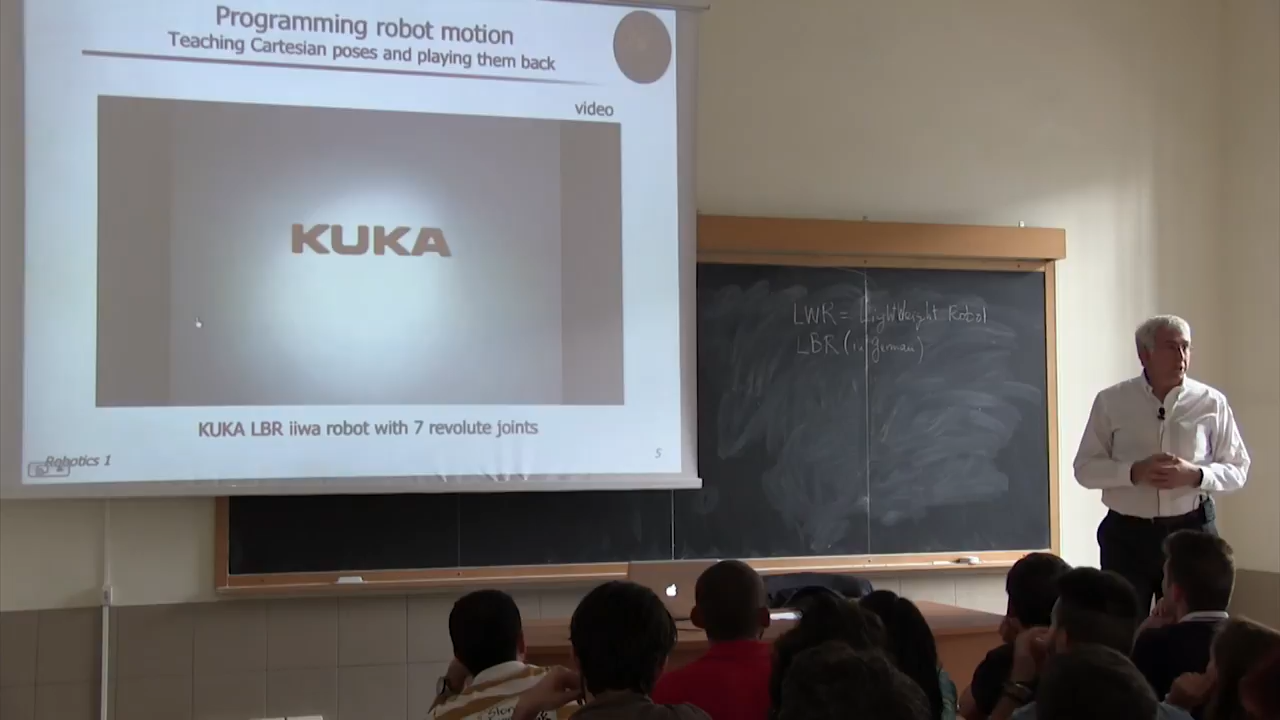 Programming robot motion
Teaching Cartesian poses and playing them back
video
KUKA
KUKA LBR iiwa robot with 7 revolute joints
Robotics 1
5
LWR = LightWeight Robot
LBR (in german)